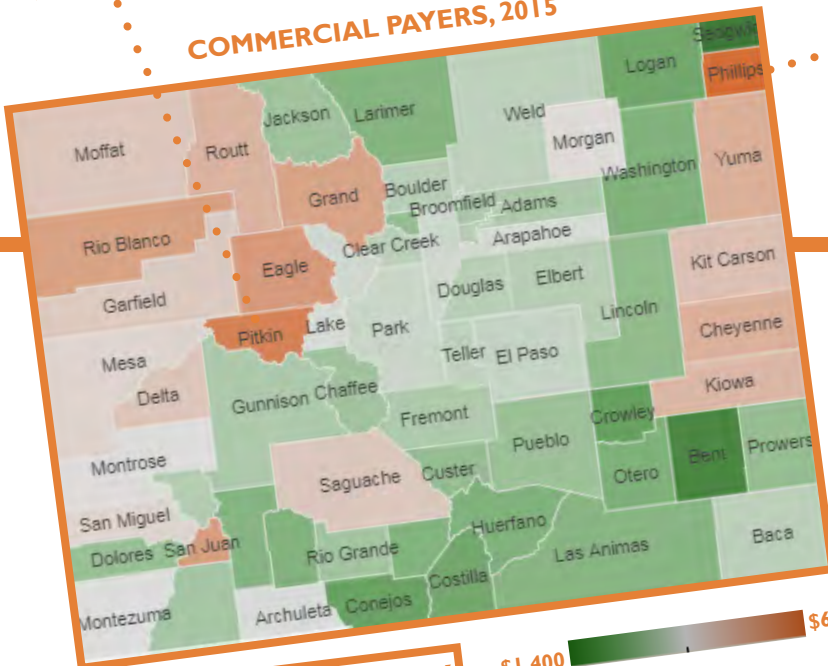 COMMERCIAL PAYERS, 2015
Logan
Phillips
Jackson
Larimer
Weld
Moffat
Routt
Morgan
Washington
Yuma
Grand
Boulder
Broomfield
Adams
Rio Blanco
Clear Creek
Arapahoe
Eagle
Kit Carson
Garfield
Douglas
Elbert
Lincoln
Pitkin
Lake
Park
Cheyenne
Mesa
Teller
El Paso
Delta
Gunnison
Chaffee
Kiowa
Fremont
Crowley
Montrose
Pueblo
Bent
Prowers
Saguache
Custer
Otero
San Miguel
Huerfano
Dolores
San Juan
Rio Grande
Las Animas
Baca
Costilla
Montezuma
Archuleta
Conejos
$1,400
$6